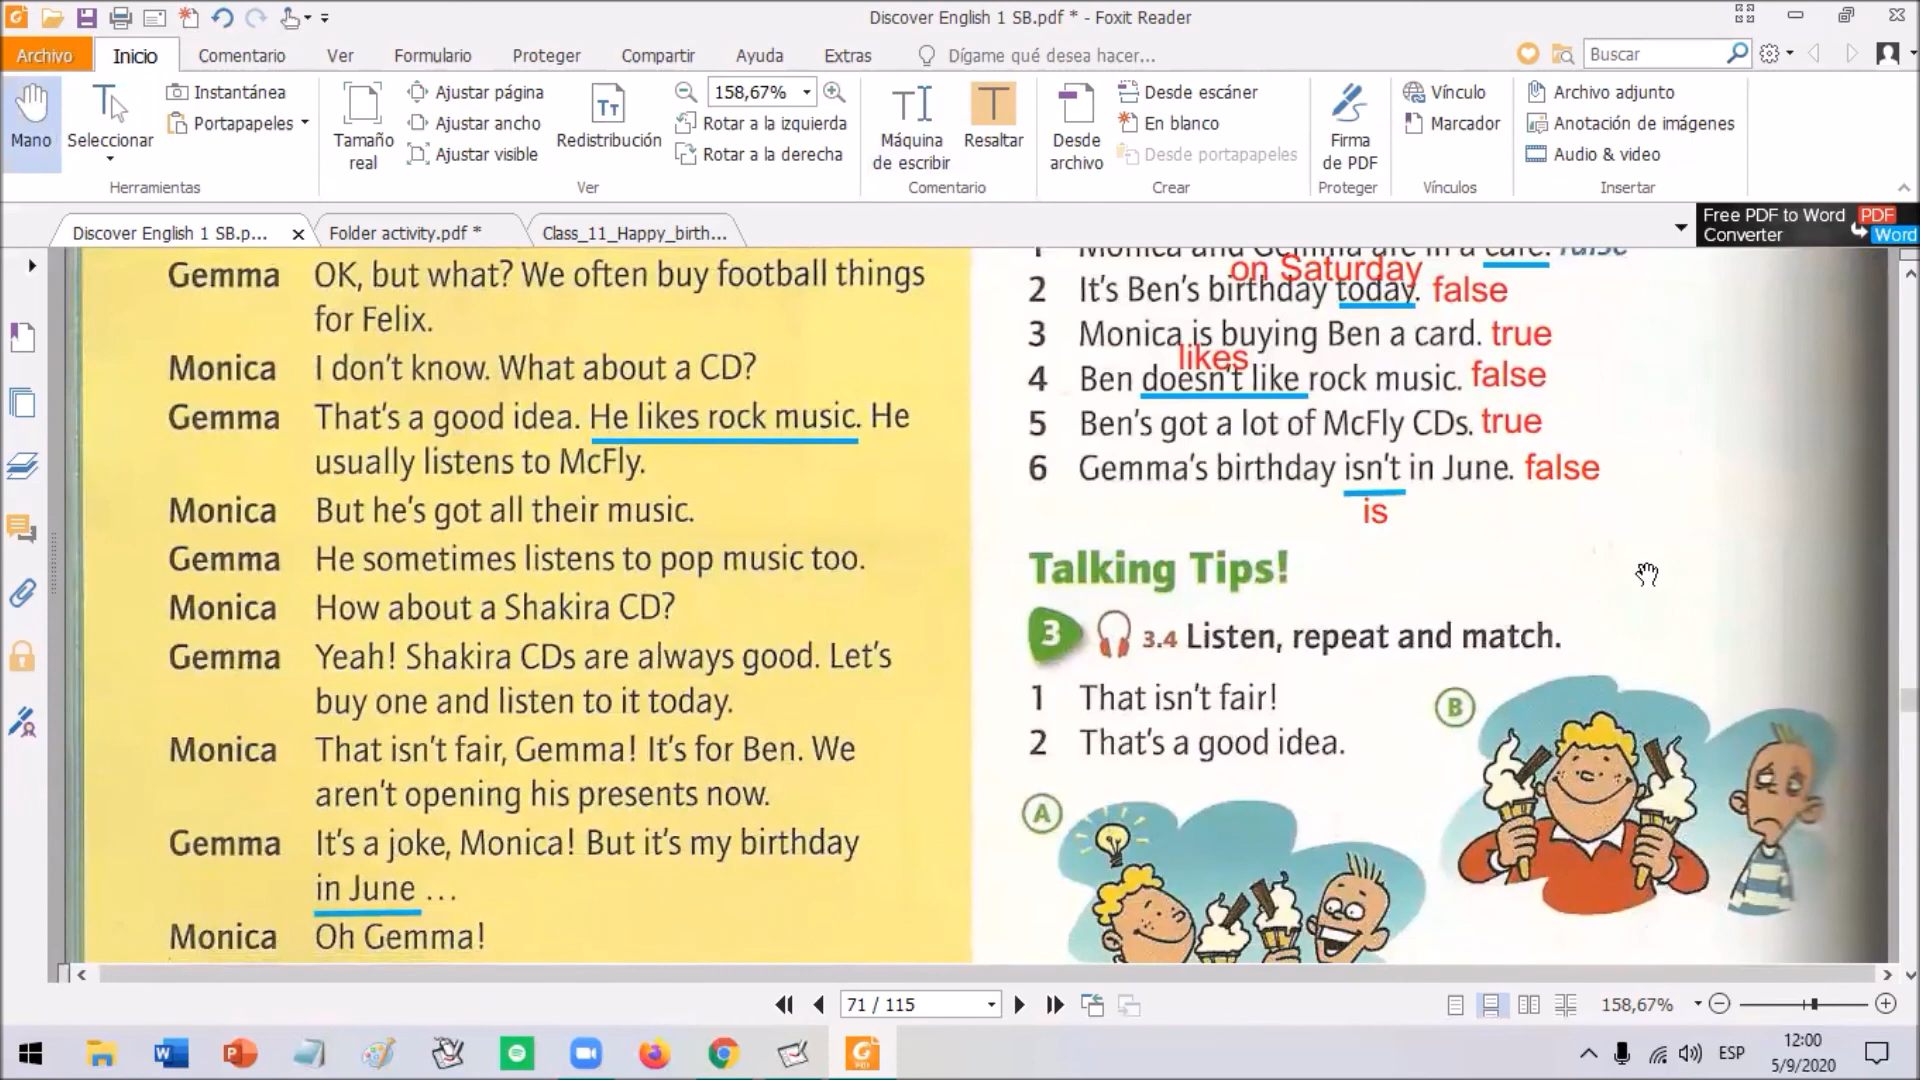 Discover English 1 SB.pdf * - Foxit Reader
Archivo Inicio Comentario Ver Formulario Proteger Compartir Ayuda Extras Dígame qué desea hacer... Buscar
Mano
Seleccionar
Instantánea
Portapapeles
Herramientas
Tamaño real
Ajustar página
Ajustar ancho
Ajustar visible
Redistribución
158,67%
Rotar a la izquierda
Rotar a la derecha
Ver
Máquina de escribir
Resaltar
Comentario
Desde archivo
Desde escáner
En blanco
Desde portapapeles
Crear
Firma de PDF
Proteger
Vínculo
Marcador
Vínculos
Archivo adjunto
Anotación de imágenes
Audio & video
Insertar
Discover English 1 SB.p... Folder activity.pdf * Class_11_Happy_birth...
Free PDF to Word PDF
Converter Word
Gemma OK, but what? We often buy football things
for Felix.
Monica I don't know. What about a CD?
Gemma That's a good idea. He likes rock music. He
usually listens to McFly.
Monica But he's got all their music.
Gemma He sometimes listens to pop music too.
Monica How about a Shakira CD?
Gemma Yeah! Shakira CDs are always good. Let's
buy one and listen to it today.
Monica That isn't fair, Gemma! It's for Ben. We
aren't opening his presents now.
Gemma It's a joke, Monica! But it's my birthday
in June ...
Monica Oh Gemma!
1 Monica and Gemma are in a café. false
on Saturday
2 It's Ben's birthday today. false
3 Monica is buying Ben a card. true
likes
4 Ben doesn't like rock music. false
5 Ben's got a lot of McFly CDs. true
6 Gemma's birthday isn't in June. false
is
Talking Tips!
3 3.4 Listen, repeat and match.
1 That isn't fair!
2 That's a good idea.
A
B
71 / 115
158,67%
ESP
12:00
5/9/2020